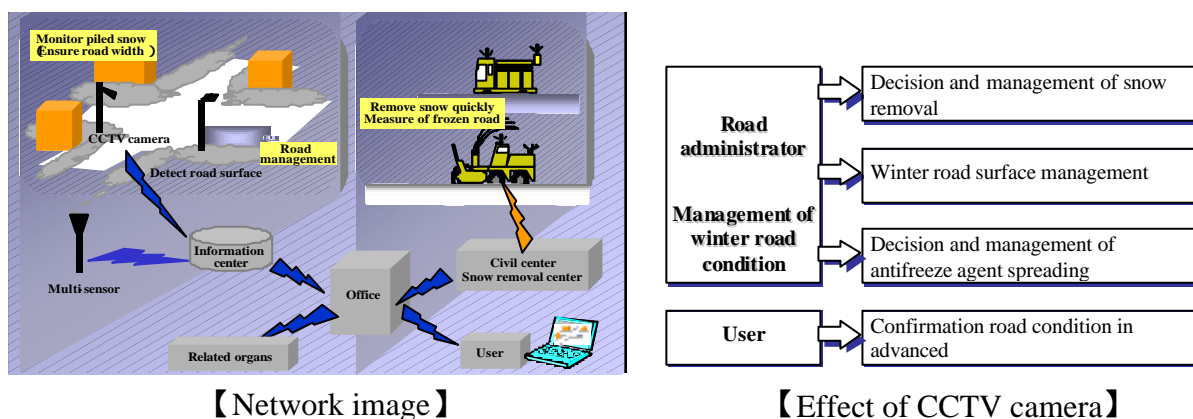 Monitor piled snow
(Ensure road width )
CCTV camera
Detect road surface
Road
management
Remove snow quickly
Measure of frozen road
Multi-sensor
Information
center
Office
Civil center
Snow removal center
Related organs
User
【Network image】
Road
administrator
Management of
winter road
condition
Decision and management of snow
removal
Winter road surface management
Decision and management of
antifreeze agent spreading
User
Confirmation road condition in
advanced
【Effect of CCTV camera】